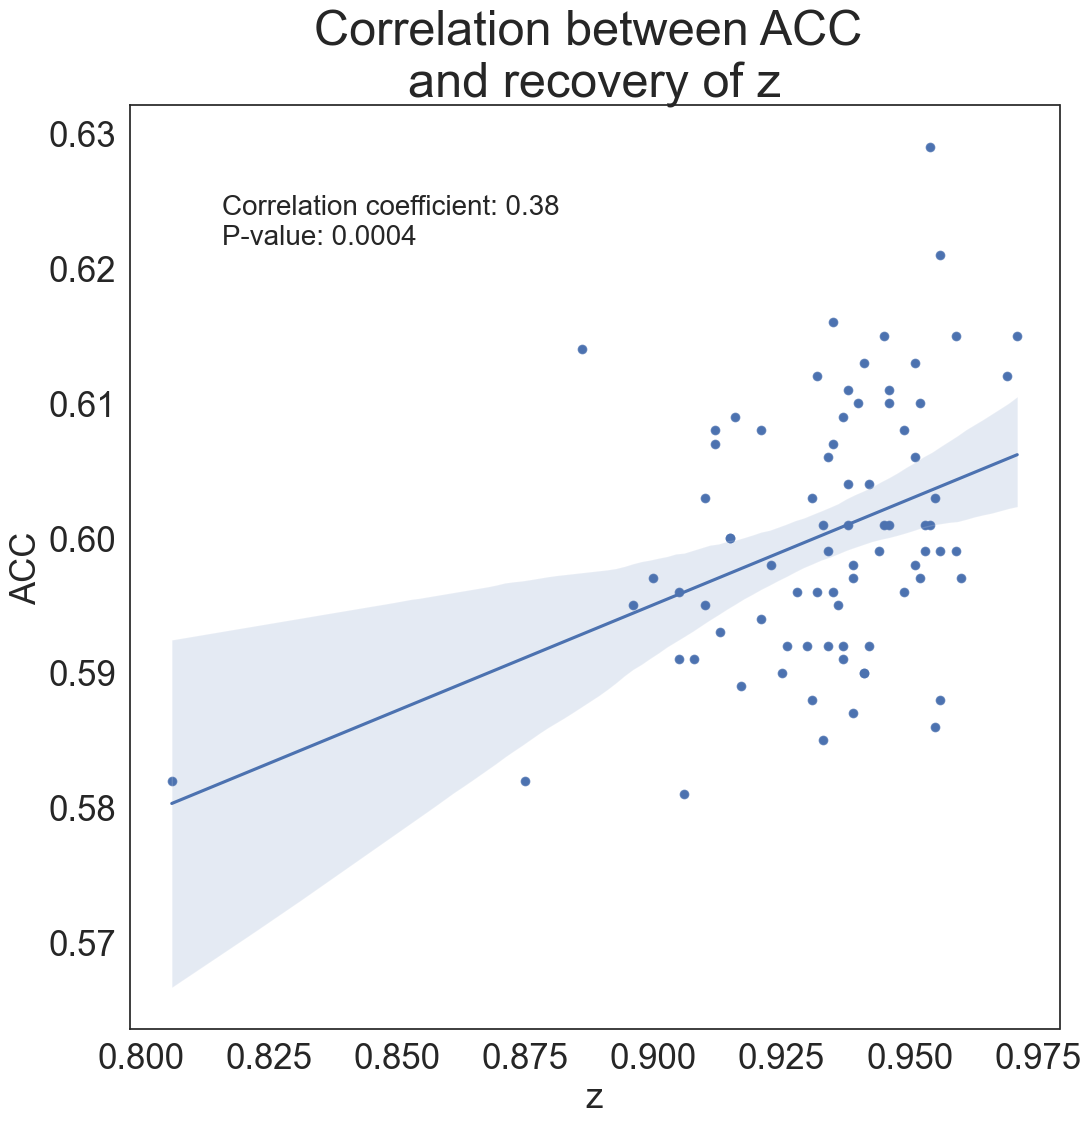 Correlation between ACC
and recovery of z
0.63
Correlation coefficient: 0.38
P-value: 0.0004
0.62
0.61
0.60
ACC
0.59
0.58
0.57
0.800 0.825 0.850 0.875 0.900 0.925 0.950 0.975
z